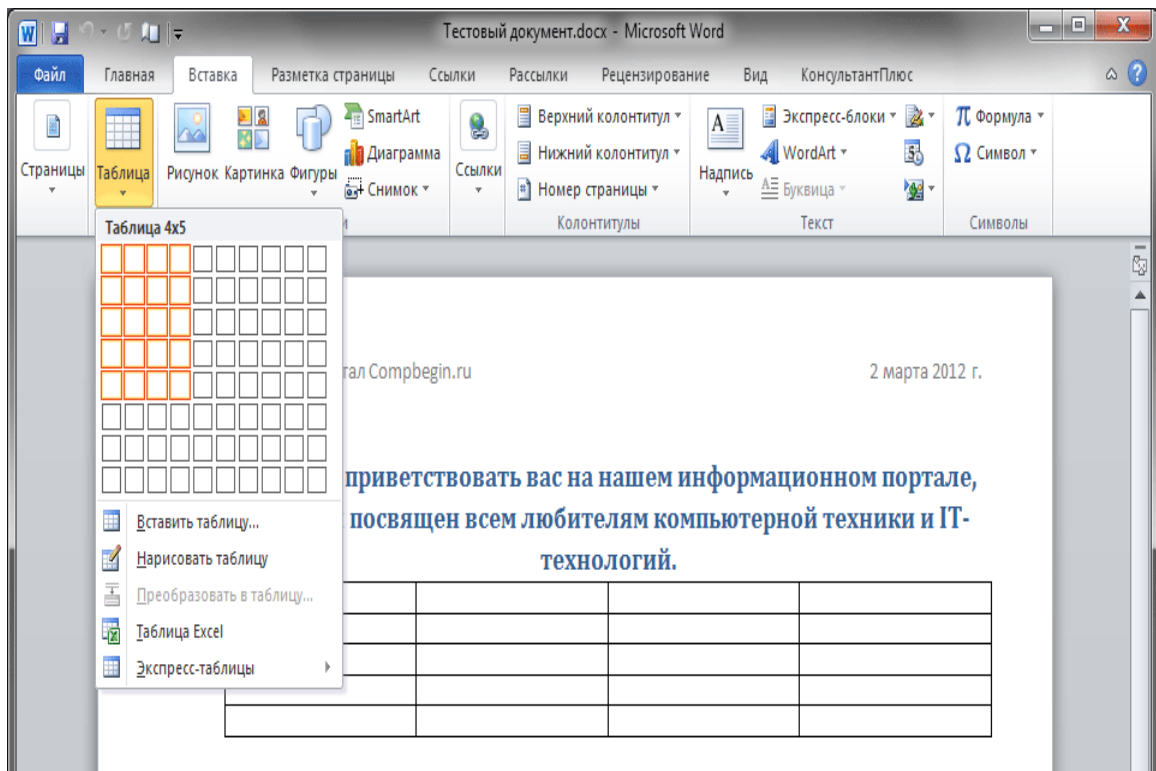 Тестовый документ.docx - Microsoft Word
Файл Главная Вставка Разметка страницы Ссылки Рассылки Рецензирование Вид КонсультантПлюс
Страницы
Таблица
Рисунок Картинка Фигуры
SmartArt
Диаграмма
Снимок
Ссылки
Верхний колонтитул
Нижний колонтитул
Номер страницы
Колонтитулы
Надпись
Экспресс-блоки
WordArt
Буквица
Текст
Формула
Символ
Символы
Таблица 4x5
Вставить таблицу...
Нарисовать таблицу
Преобразовать в таблицу...
Таблица Excel
Экспресс-таблицы
Compbegin.ru 2 марта 2012 г.
приветствовать вас на нашем информационном портале,
посвящен всем любителям компьютерной техники и IT-
технологий.